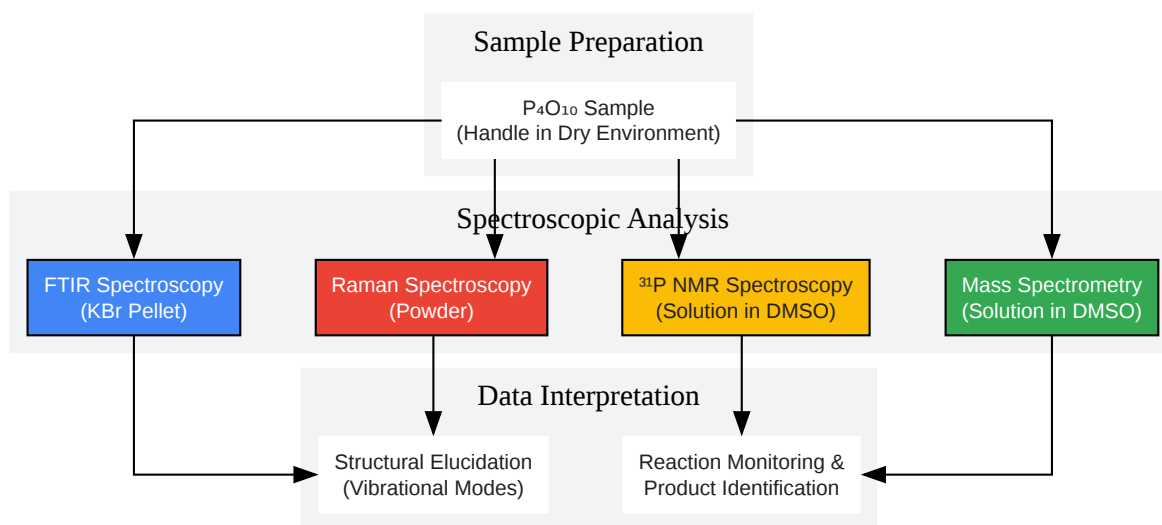 Sample Preparation
P₄O₁₀ Sample
(Handle in Dry Environment)
Spectroscopic Analysis
FTIR Spectroscopy
(KBr Pellet)
Raman Spectroscopy
(Powder)
³¹P NMR Spectroscopy
(Solution in DMSO)
Mass Spectrometry
(Solution in DMSO)
Data Interpretation
Structural Elucidation
(Vibrational Modes)
Reaction Monitoring &
Product Identification